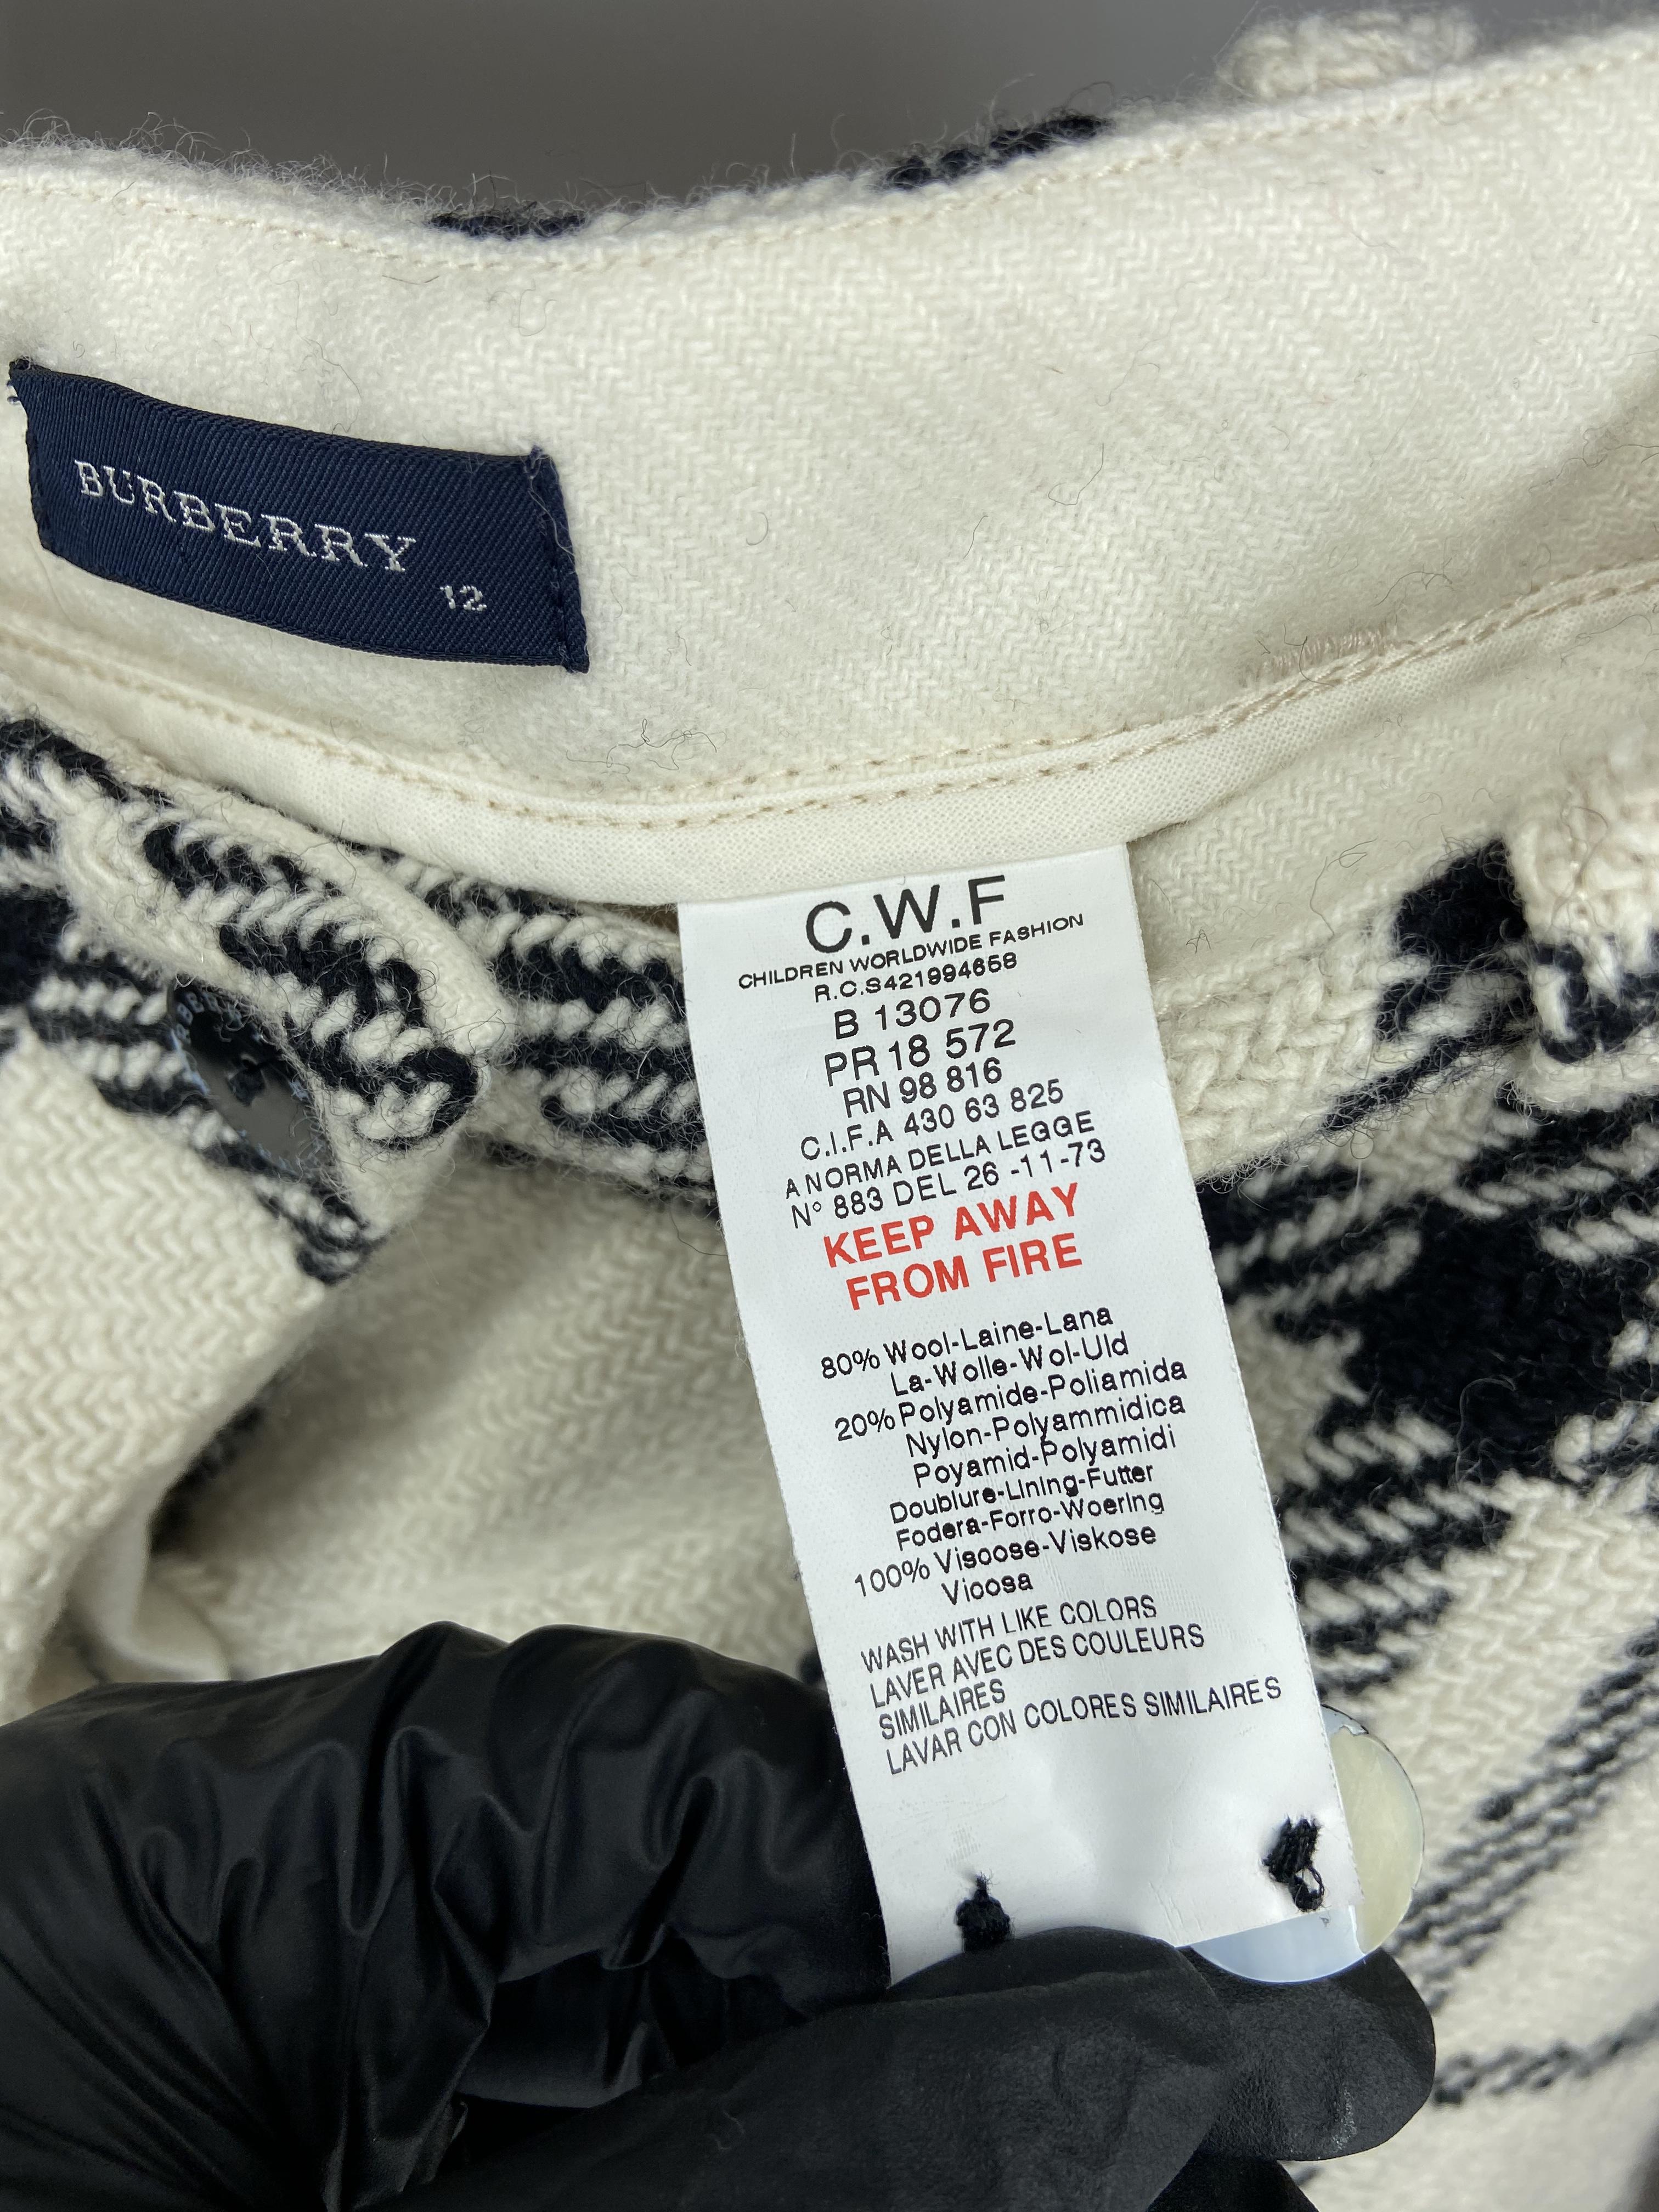 BURBERRY
12
C.W.F
CHILDREN WORLDWIDE FASHION
R.C.S421994658
B 13076
PR 18 572
RN 98 816
C.I.F.A 430 63 825
A NORMA DELLA LEGGE
N° 883 DEL 26 -11-73
KEEP AWAY
FROM FIRE
80% Wool-Laine-Lana
La-Wolle-Wol-Uld
20% Polyamide-Poliamida
Nylon-Polyammidica
Poyamid-Polyamidi
Doublure-Lining-Futter
Fodera-Forro-Woering
100% Visoose-Viskose
Vioosa
WASH WITH LIKE COLORS
LAVER AVEC DES COULEURS
SIMILAIRES
LAVAR CON COLORES SIMILAIRES